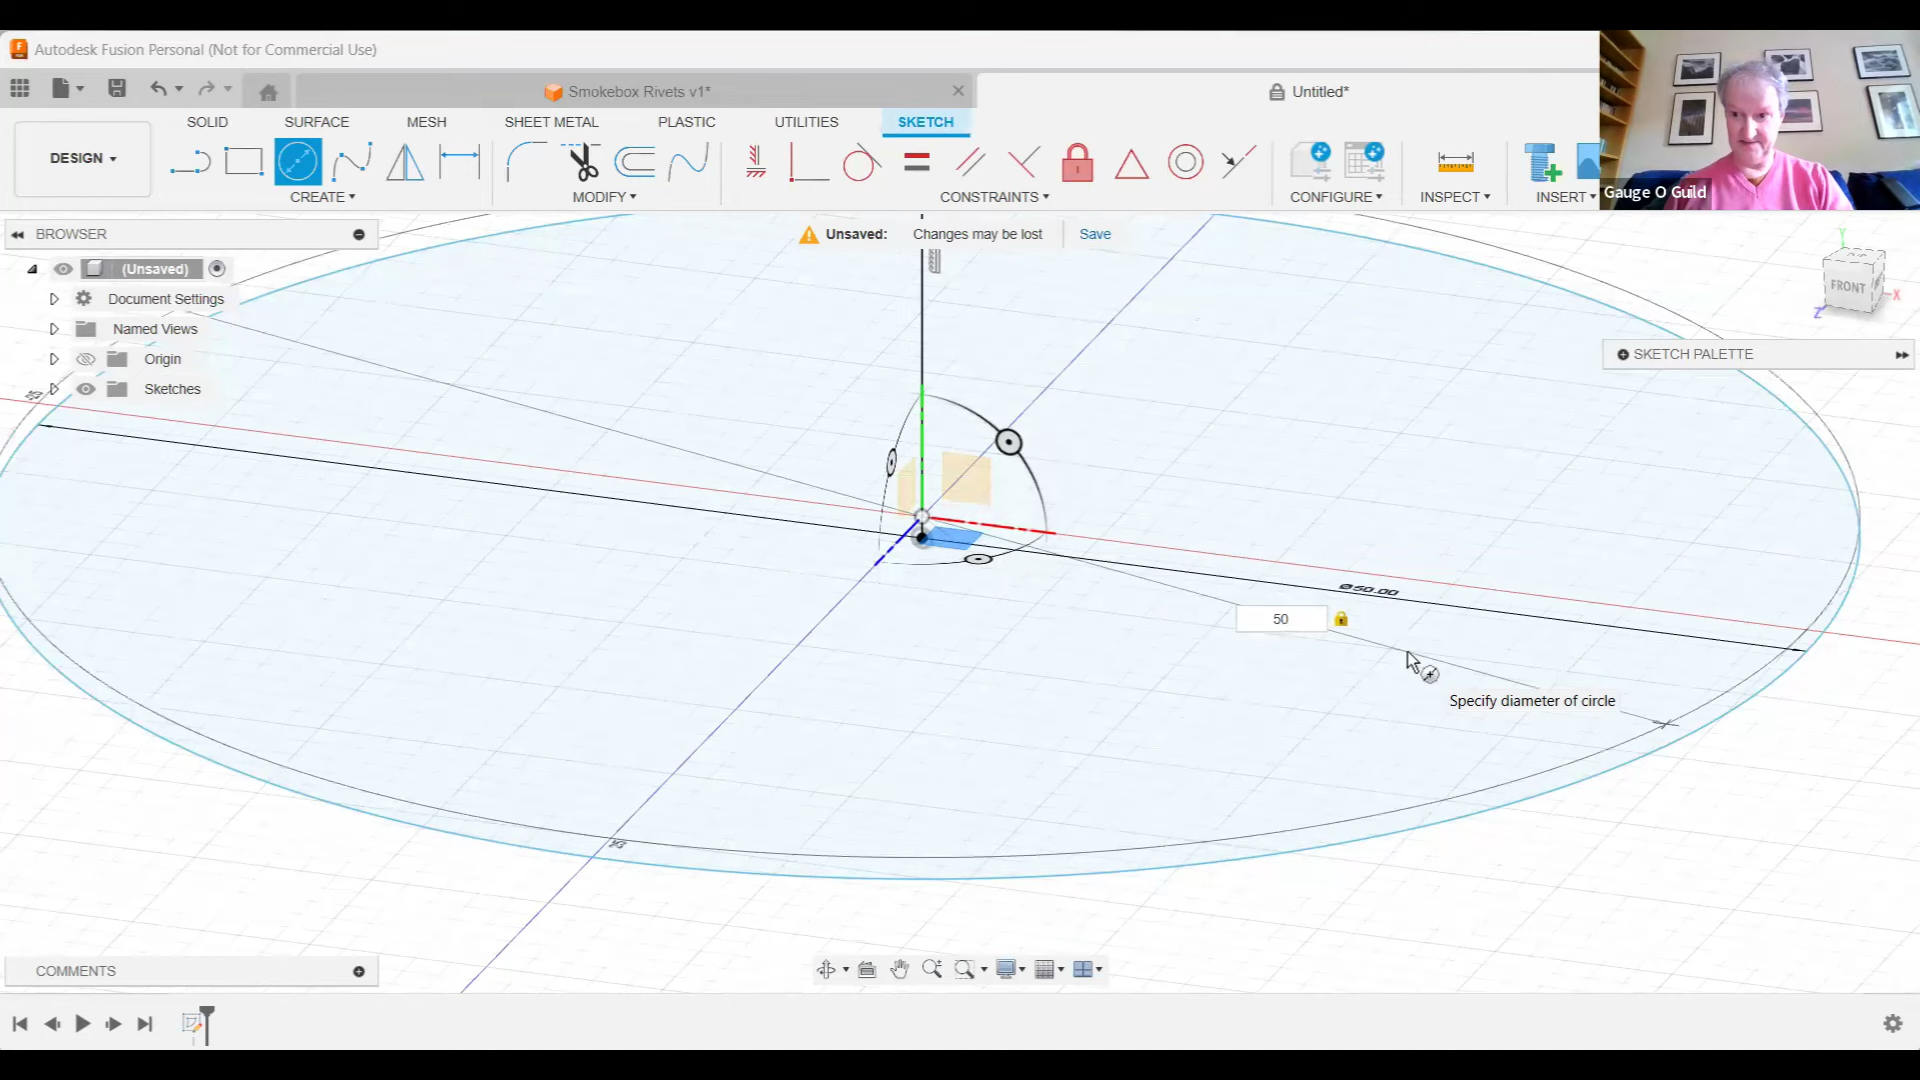 Autodesk Fusion Personal (Not for Commercial Use)
Smokebox Rivets v1*
Untitled*
SOLID
SURFACE
MESH
SHEET METAL
PLASTIC
UTILITIES
SKETCH
DESIGN
CREATE
MODIFY
CONSTRAINTS
CONFIGURE
INSPECT
INSERT
Gauge O Guild
BROWSER
Unsaved: Changes may be lost Save
(Unsaved)
Document Settings
Named Views
Origin
Sketches
Y
FRONT
X
Z
SKETCH PALETTE
50
Specify diameter of circle
COMMENTS